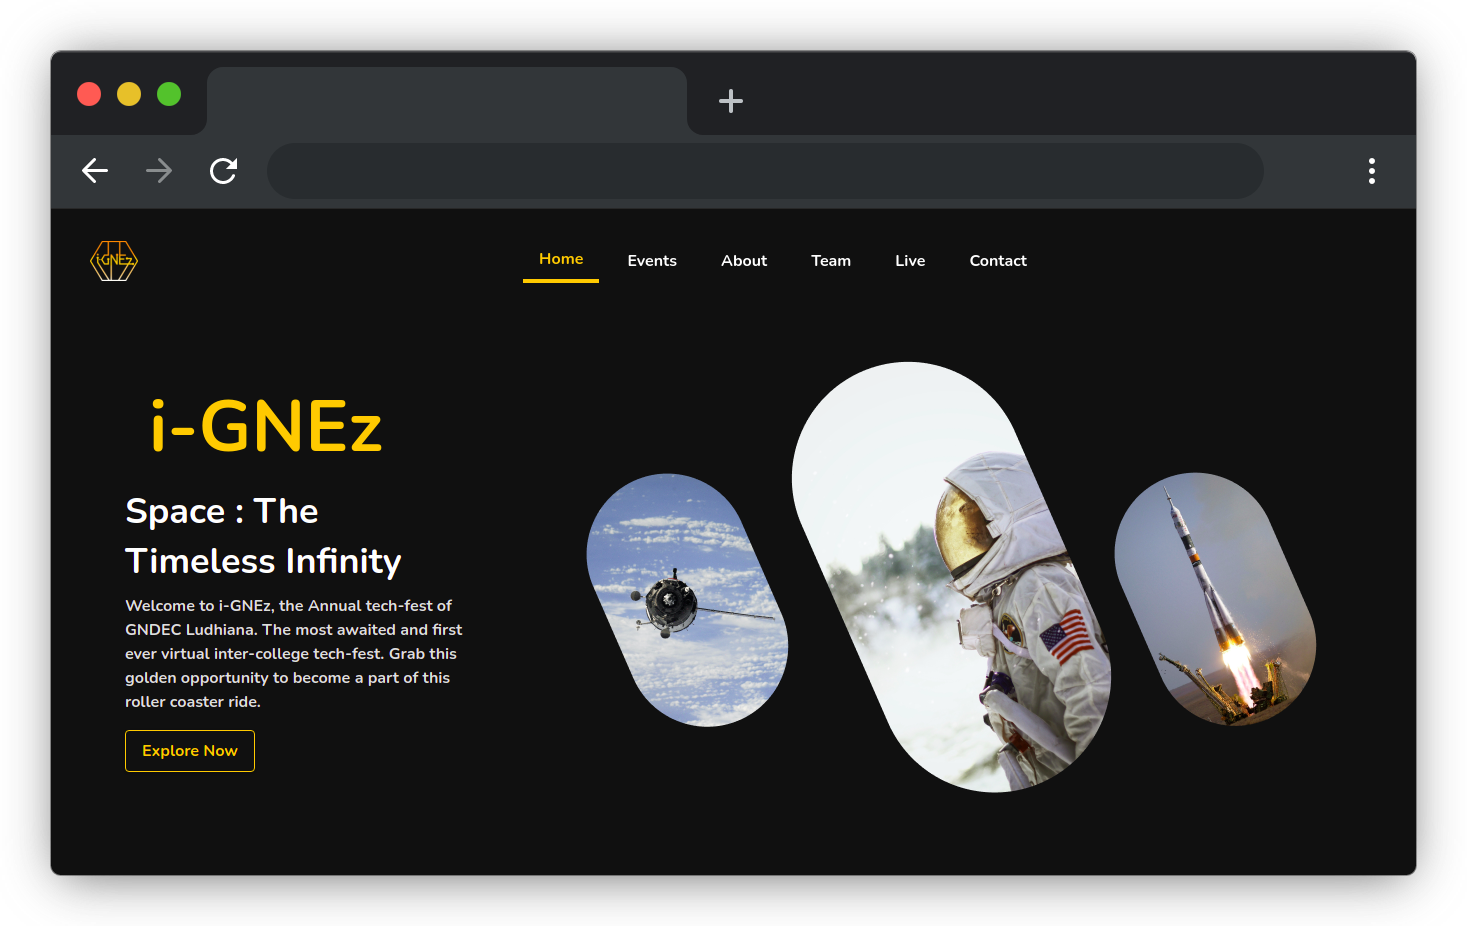 i-GNEz
Home Events About Team Live Contact
i-GNEz
Space : The
Timeless Infinity
Welcome to i-GNEz, the Annual tech-fest of
GNDEC Ludhiana. The most awaited and first
ever virtual inter-college tech-fest. Grab this
golden opportunity to become a part of this
roller coaster ride.
Explore Now